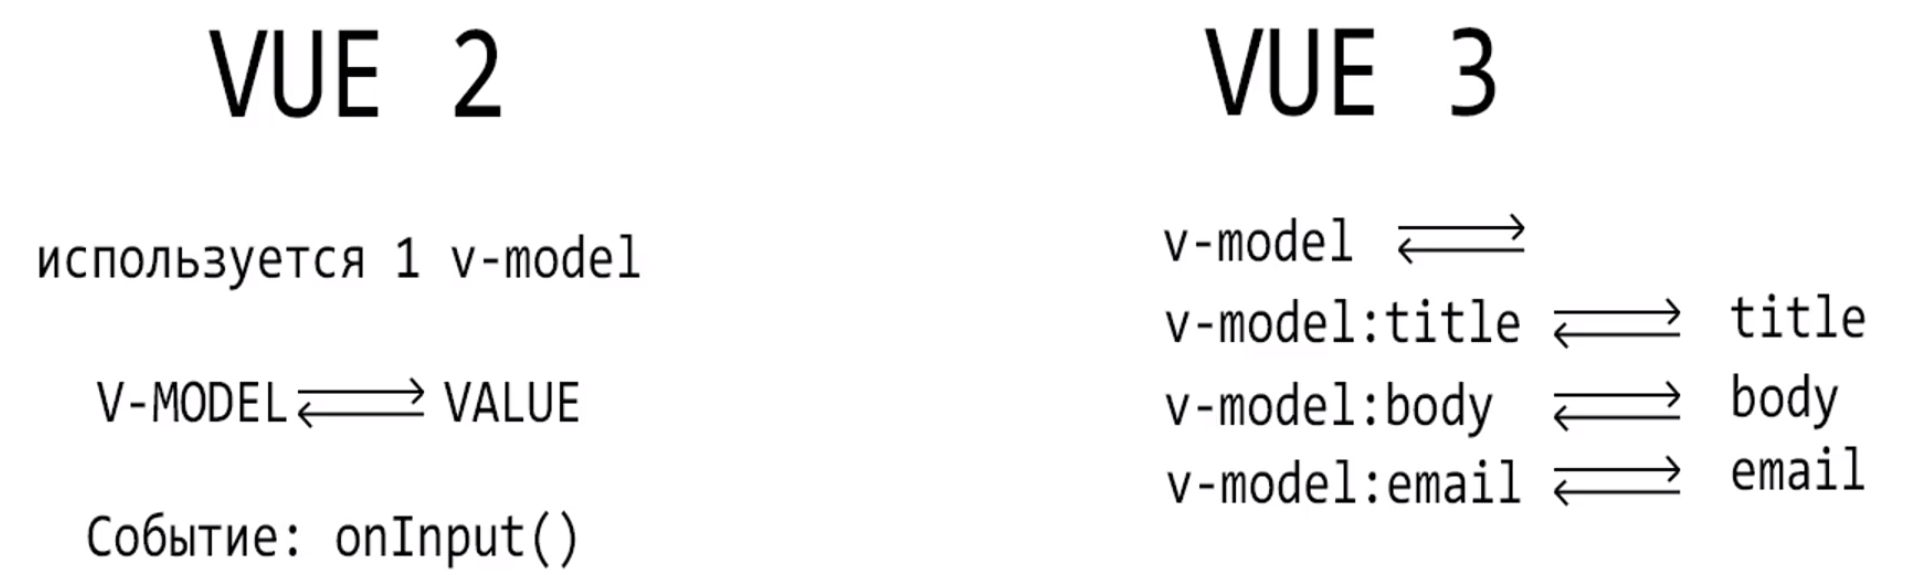 VUE 2
используется 1 v-model
V-MODEL VALUE
Событие: onInput()
VUE 3
v-model
v-model:title title
v-model:body body
v-model:email email